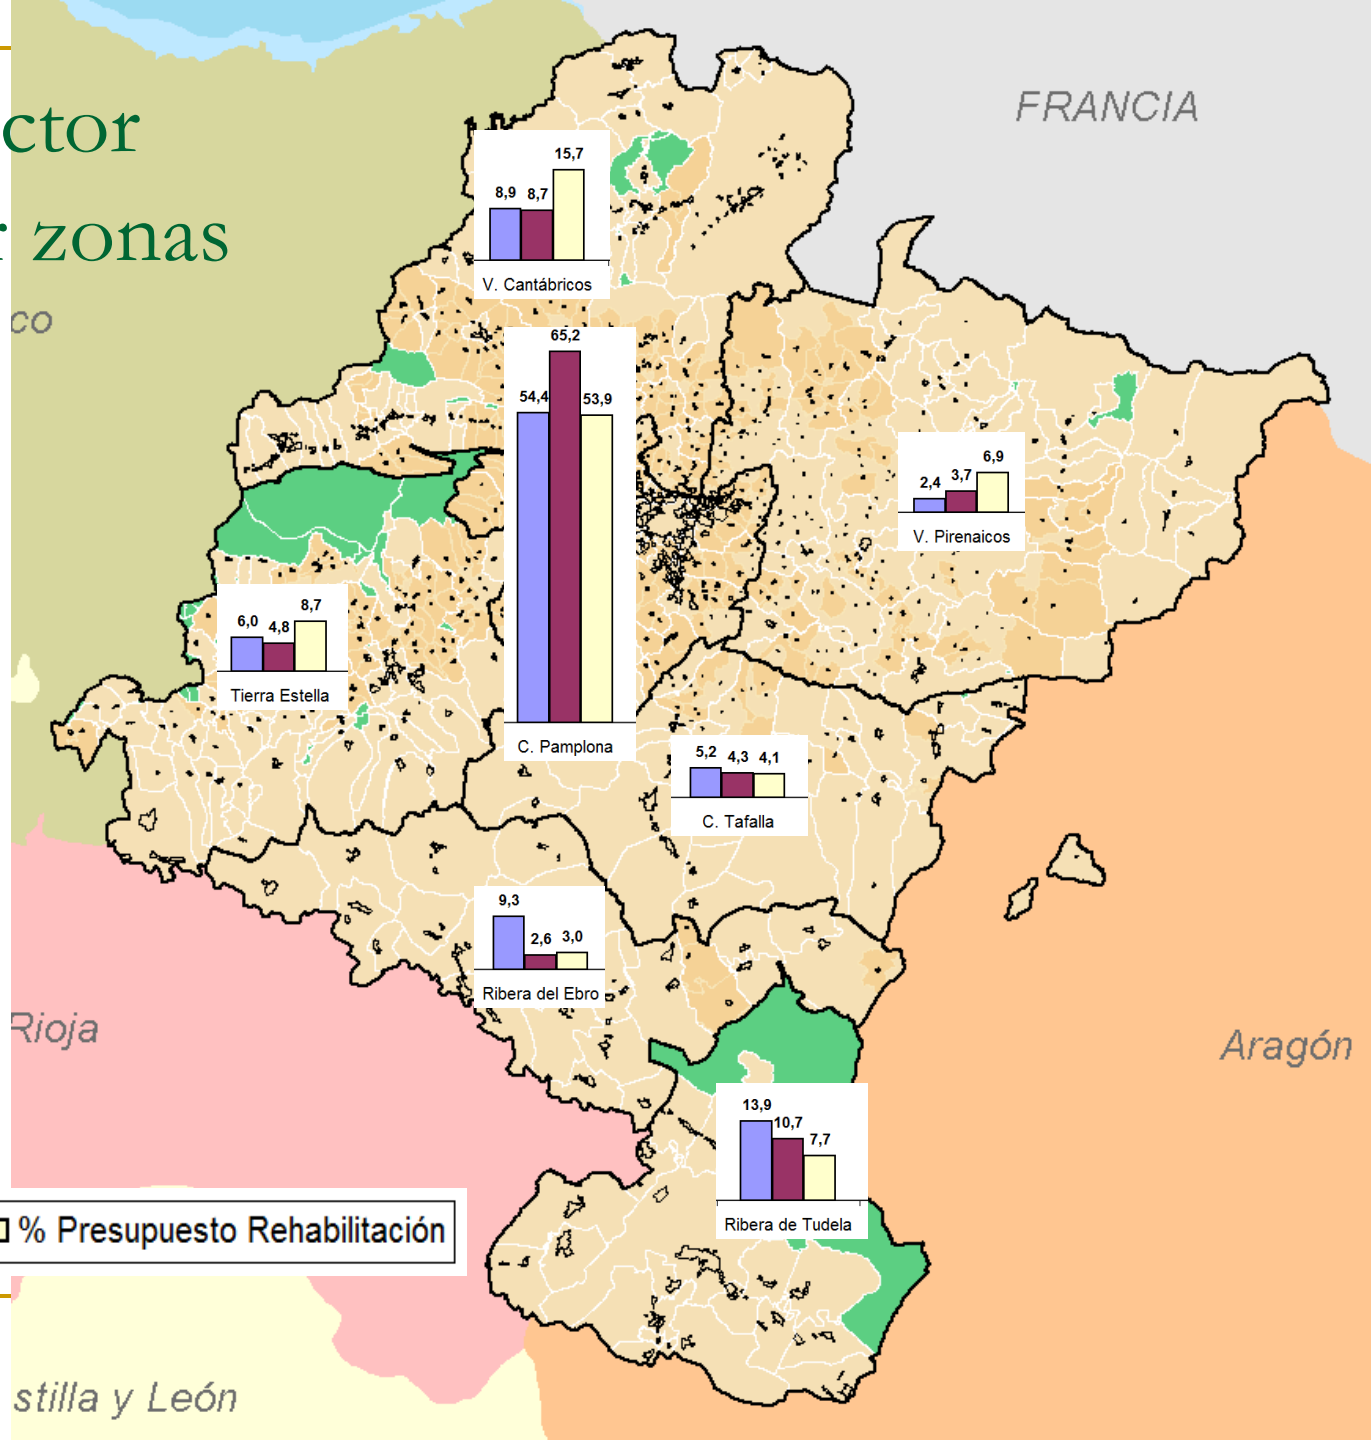 ctor
r zonas
FRANCIA
co
15,7
8,9 8,7
V. Cantábricos
65,2
54,4 53,9
C. Pamplona
6,9
2,4 3,7
V. Pirenaicos
8,7
6,0 4,8
Tierra Estella
5,2 4,3 4,1
C. Tafalla
9,3
2,6 3,0
Ribera del Ebro
Rioja
Aragón
13,9
10,7
7,7
Ribera de Tudela
% Presupuesto Rehabilitación
stilla y León